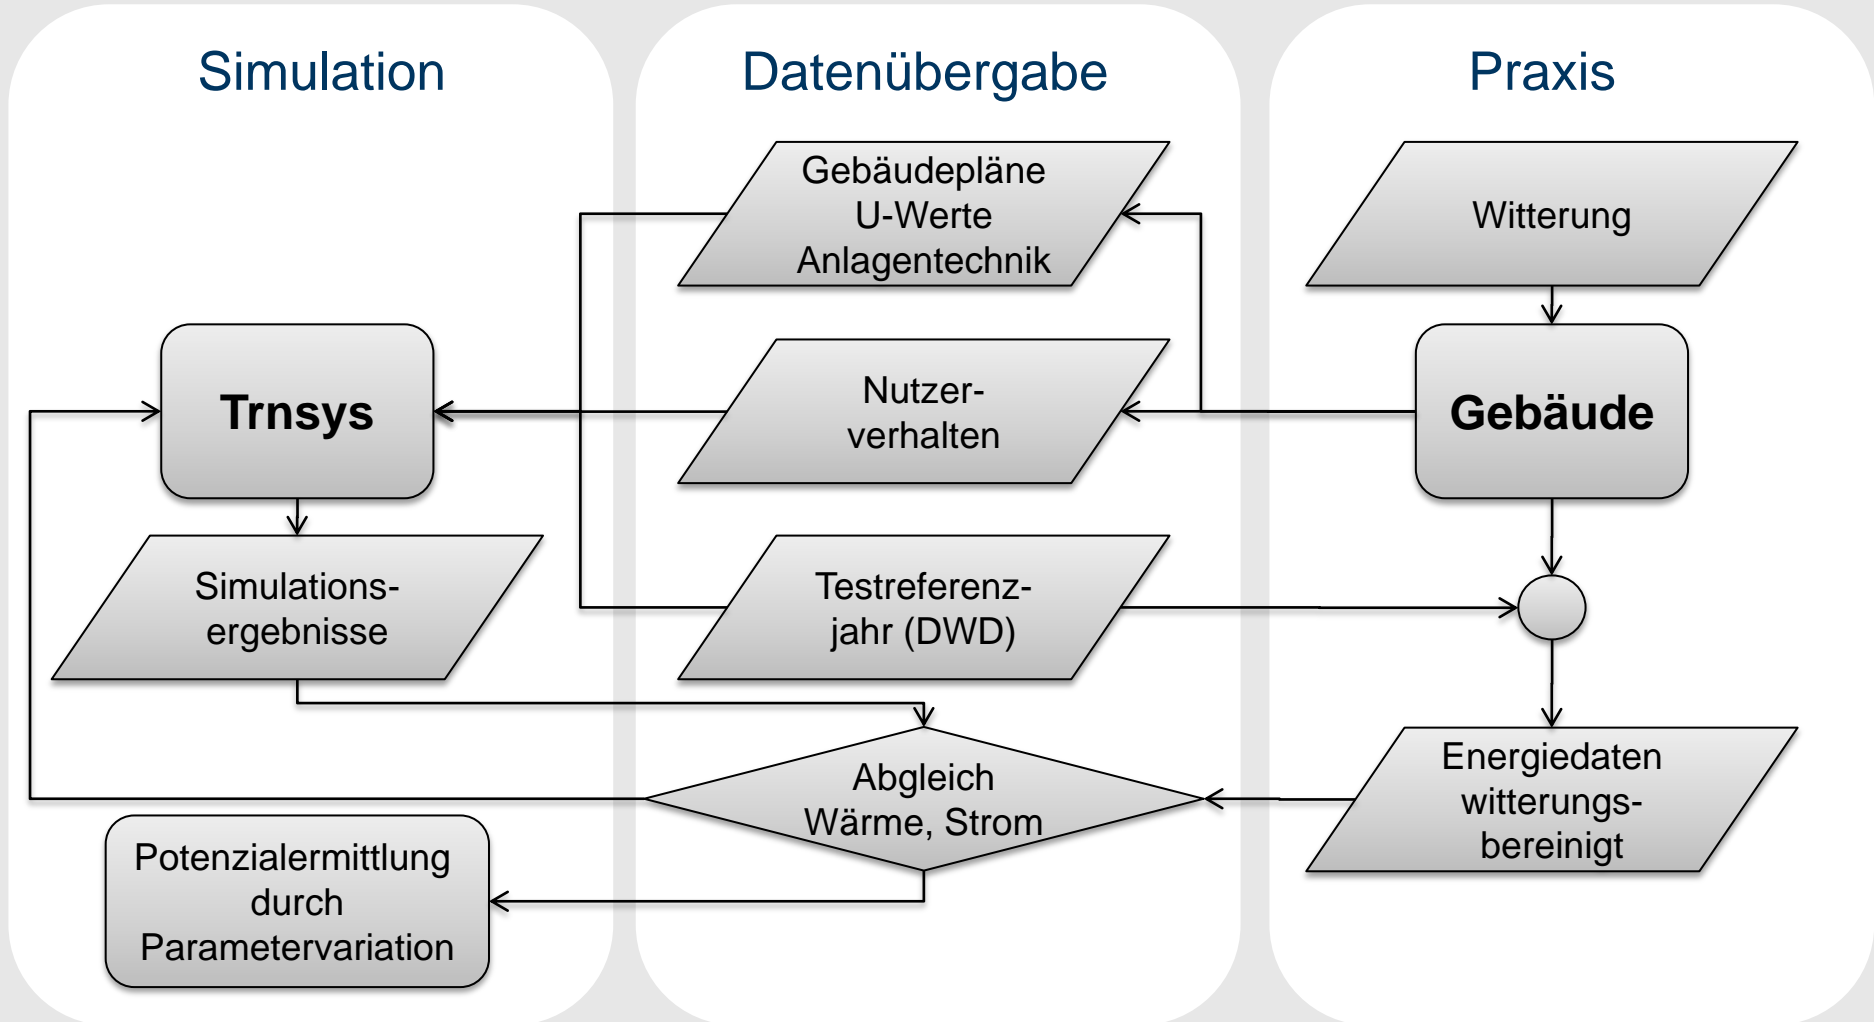 Simulation
Datenübergabe
Praxis
Gebäudepläne
U-Werte
Anlagentechnik
Witterung
Trnsys
Nutzer-
verhalten
Gebäude
Simulations-
ergebnisse
Testreferenz-
jahr (DWD)
Abgleich
Wärme, Strom
Energiedaten
witterungs-
bereinigt
Potenzialermittlung
durch
Parametervariation